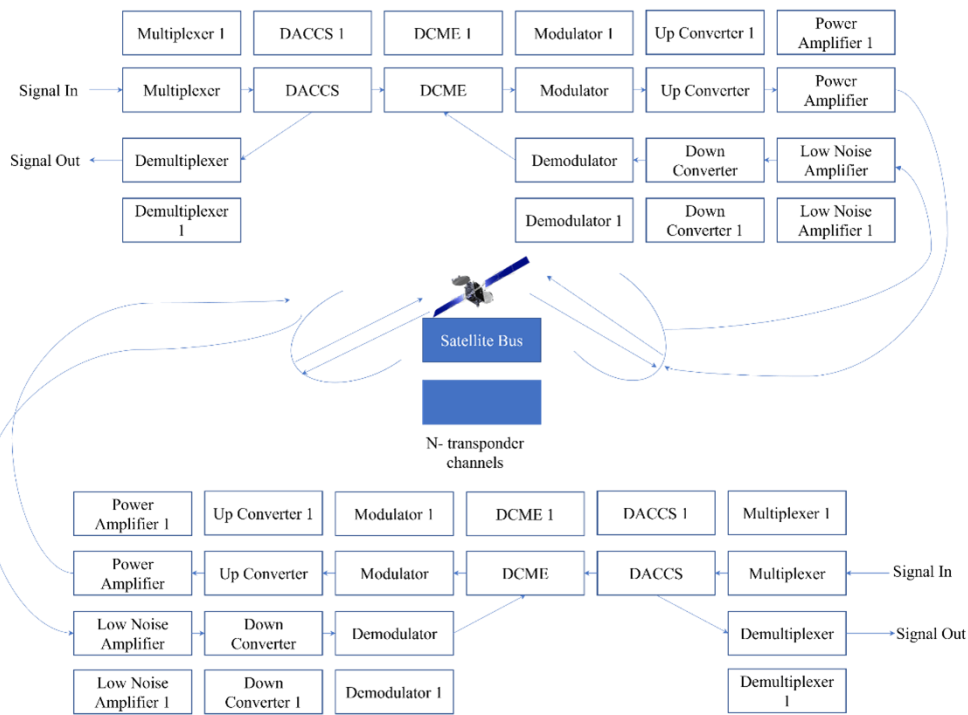 Multiplexer 1
DACCS 1
DCME 1
Modulator 1
Up Converter 1
Power
Amplifier 1
Signal In
Multiplexer
DACCS
DCME
Modulator
Up Converter
Power
Amplifier
Signal Out
Demultiplexer
Demodulator
Down
Converter
Low Noise
Amplifier
Demultiplexer
1
Demodulator 1
Down
Converter 1
Low Noise
Amplifier 1
Satellite Bus
N- transponder
channels
Power
Amplifier 1
Up Converter 1
Modulator 1
DCME 1
DACCS 1
Multiplexer 1
Power
Amplifier
Up Converter
Modulator
DCME
DACCS
Multiplexer
Signal In
Low Noise
Amplifier
Down
Converter
Demodulator
Demultiplexer
Signal Out
Low Noise
Amplifier 1
Down
Converter 1
Demodulator 1
Demultiplexer
1